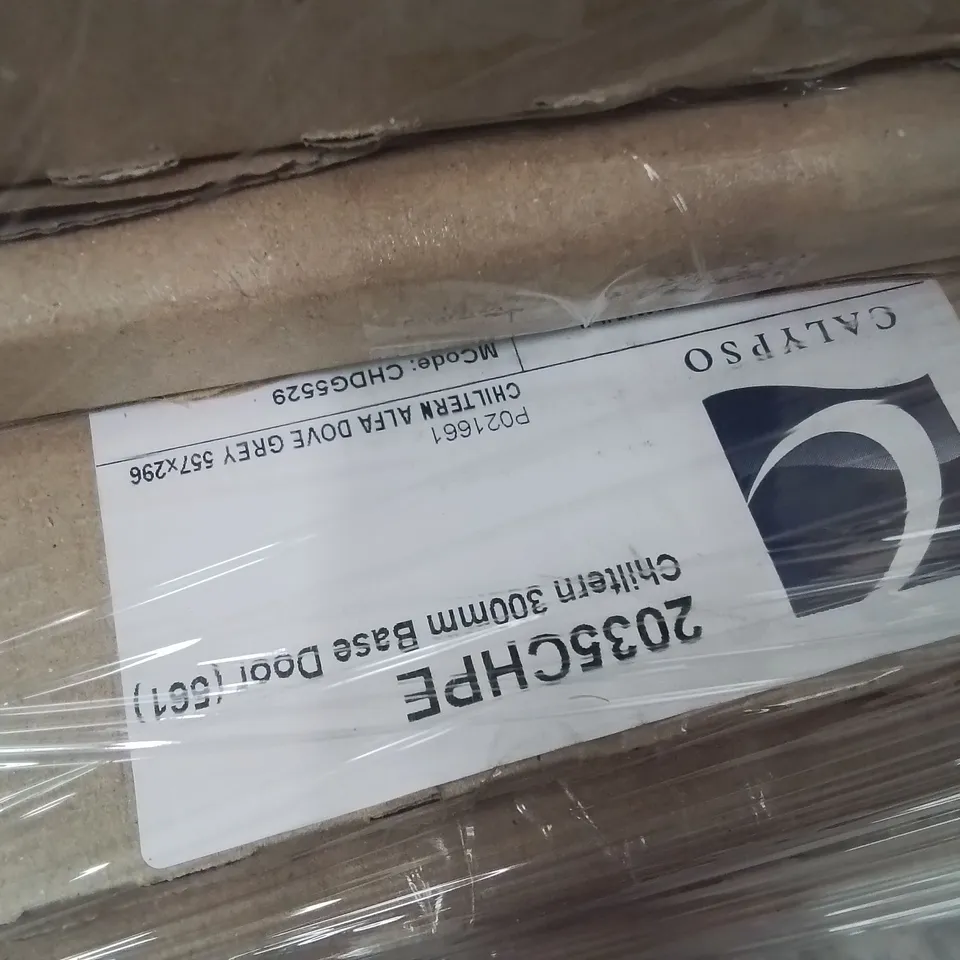 2035CHPE
Chiltern 300mm Base Door (561)
P021661
CHILTERN ALFA DOVE GREY 557x296
MCode: CHDG5529
CALYPSO